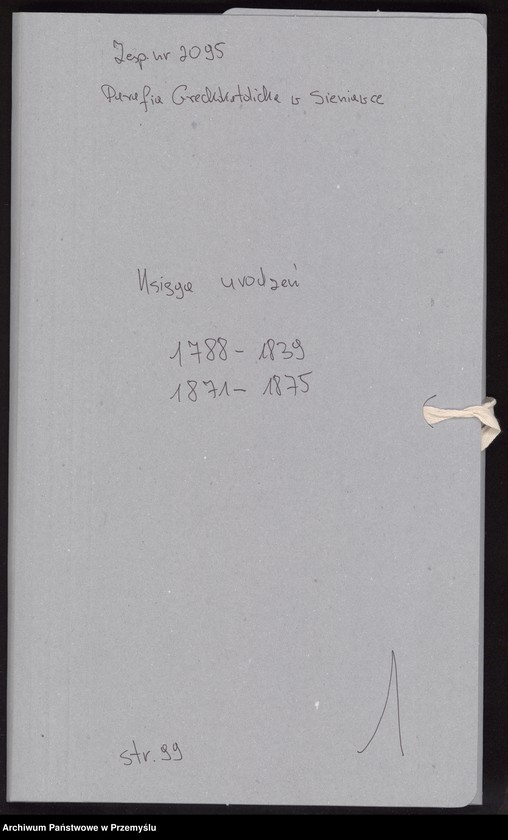 Zesp. nr 2095
Parafia Greckokatolicka w Sieniawce
Księga urodzeń
1788 - 1839
1871 - 1875
1
str. 99
Archiwum Państwowe w Przemyślu